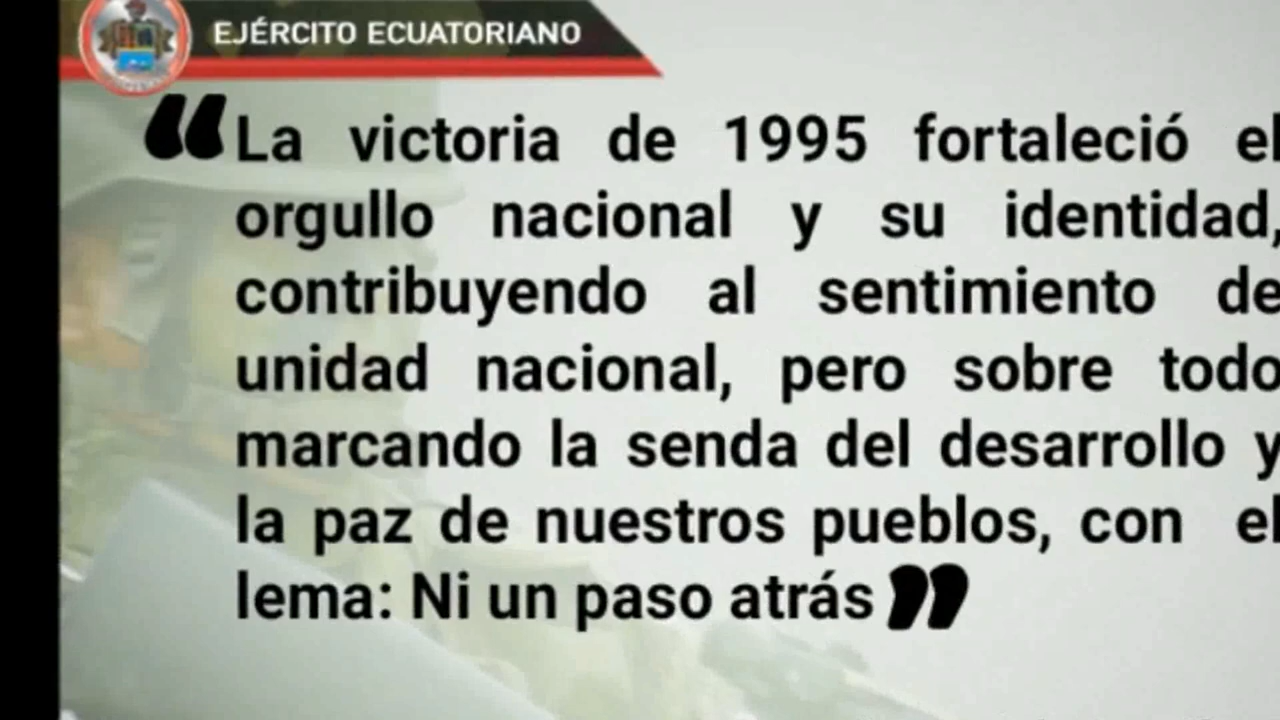 EJÉRCITO ECUATORIANO
“La victoria de 1995 fortaleció el
orgullo nacional y su identidad,
contribuyendo al sentimiento de
unidad nacional, pero sobre todo
marcando la senda del desarrollo y
la paz de nuestros pueblos, con el
lema: Ni un paso atrás”